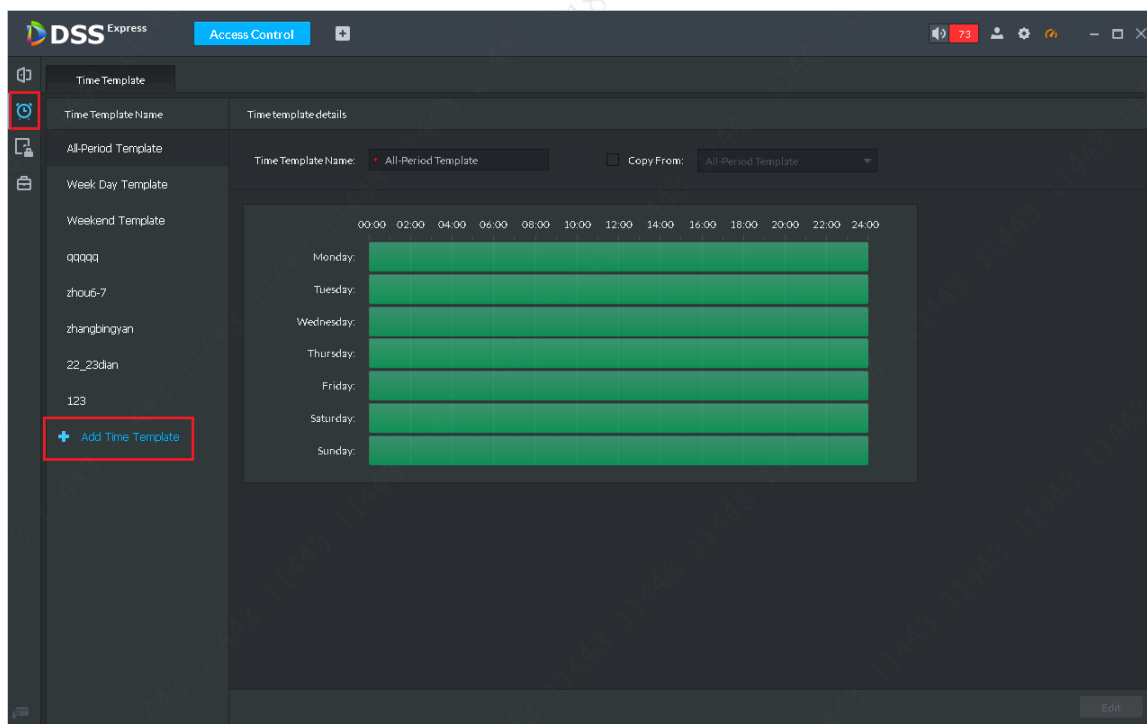 DSS Express
Access Control
73
Time Template
Time Template Name
Time template details
All-Period Template
Week Day Template
Weekend Template
qqqqq
zhou6-7
zhangbingyan
22_23dian
123
Add Time Template
Time Template Name: * All-Period Template
Copy From: All-Period Template
00:00 02:00 04:00 06:00 08:00 10:00 12:00 14:00 16:00 18:00 20:00 22:00 24:00
Monday:
Tuesday:
Wednesday:
Thursday:
Friday:
Saturday:
Sunday:
Edit